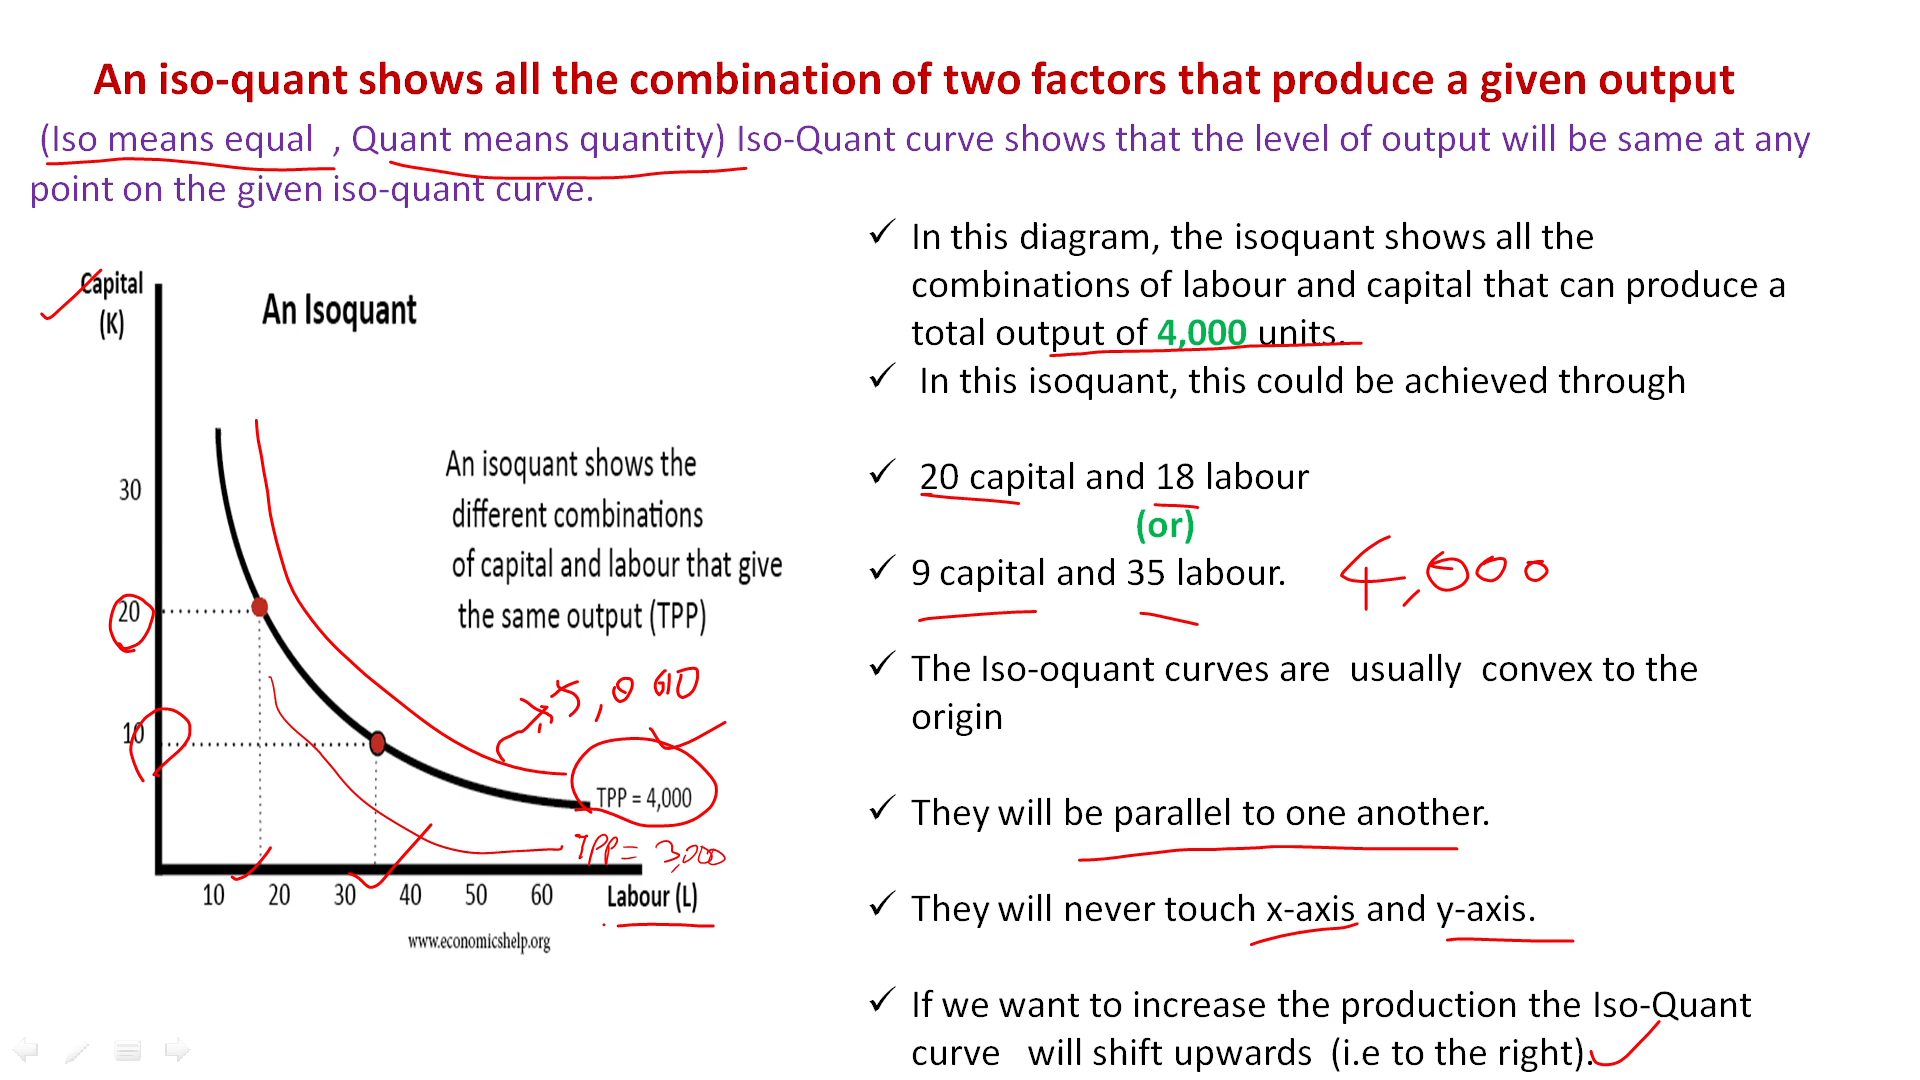 An iso-quant shows all the combination of two factors that produce a given output
(Iso means equal , Quant means quantity) Iso-Quant curve shows that the level of output will be same at any
point on the given iso-quant curve.
Capital
(K)
An Isoquant
30
20
10
An isoquant shows the
different combinations
of capital and labour that give
the same output (TPP)
5,000
TPP = 4,000
TPP = 3,000
10 20 30 40 50 60 Labour (L)
www.economicshelp.org
✓ In this diagram, the isoquant shows all the
combinations of labour and capital that can produce a
total output of 4,000 units.
✓ In this isoquant, this could be achieved through
✓ 20 capital and 18 labour
(or)
✓ 9 capital and 35 labour. 4,000
✓ The Iso-oquant curves are usually convex to the
origin
✓ They will be parallel to one another.
✓ They will never touch x-axis and y-axis.
✓ If we want to increase the production the Iso-Quant
curve will shift upwards (i.e to the right).